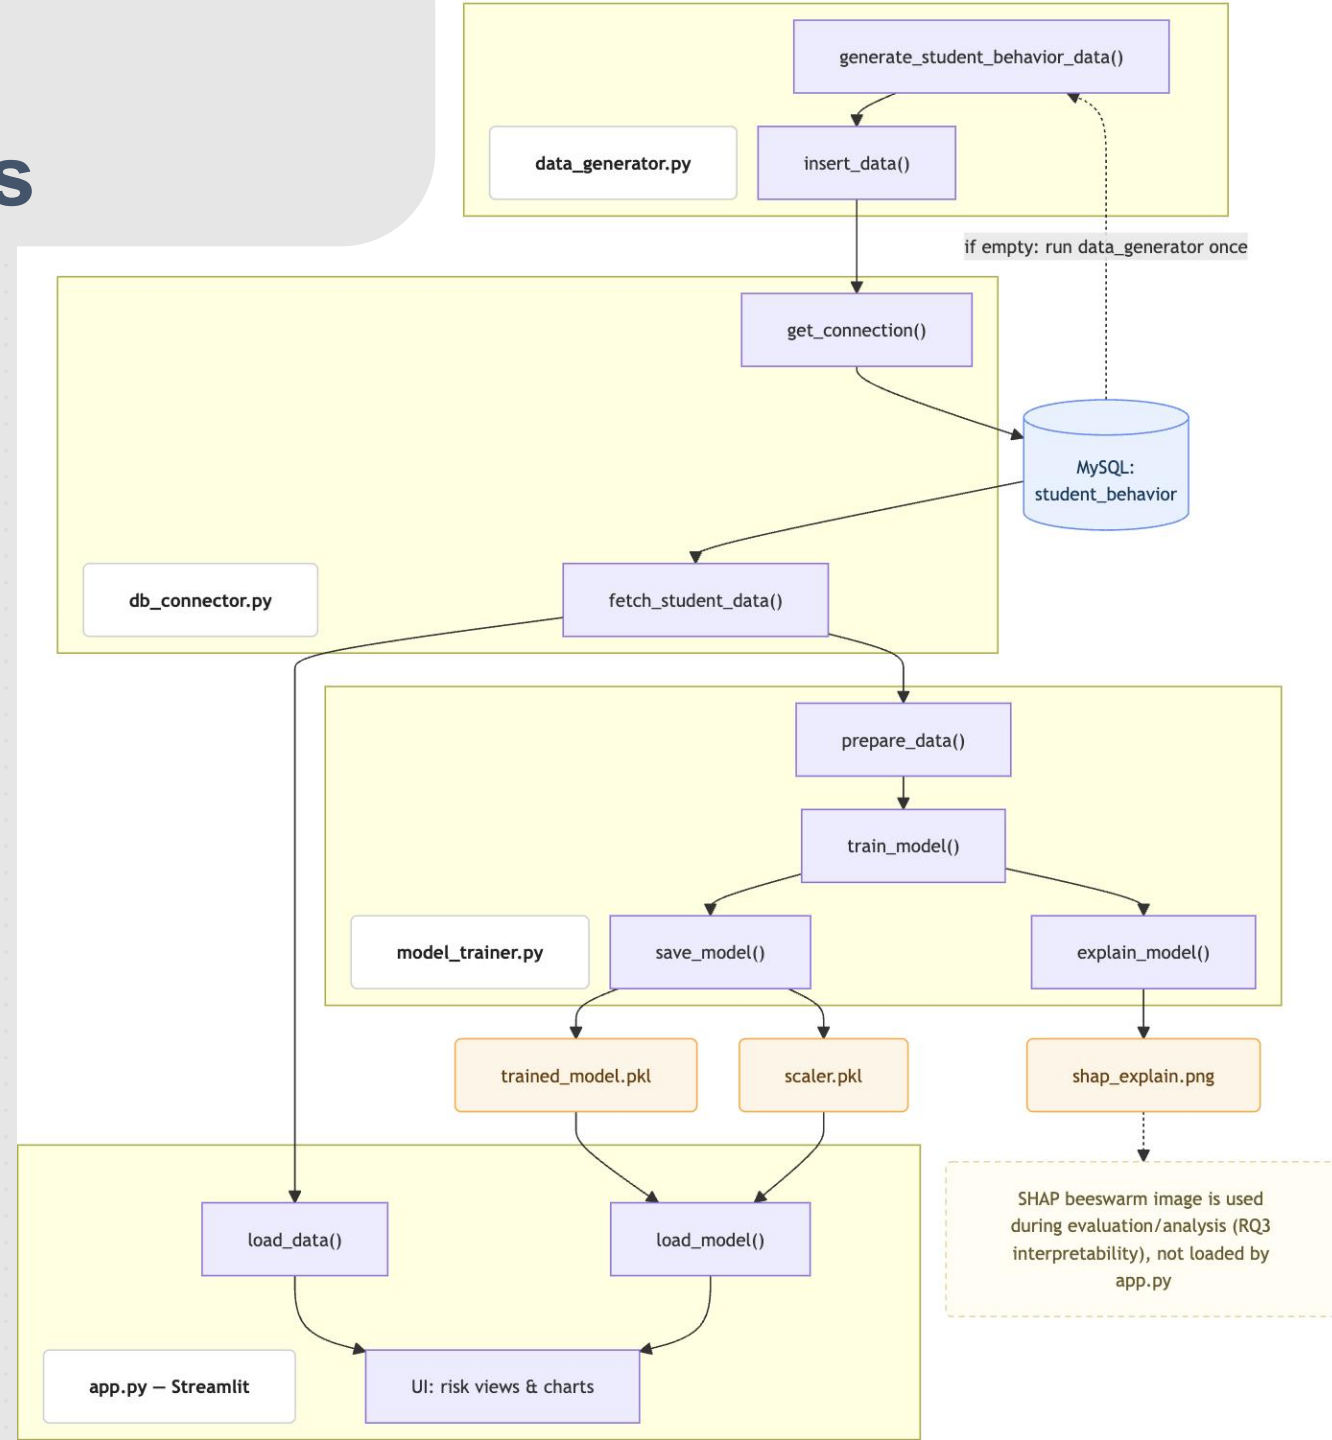 s
generate_student_behavior_data()
data_generator.py
insert_data()
if empty: run data_generator once
get_connection()
MySQL:
student_behavior
db_connector.py
fetch_student_data()
prepare_data()
train_model()
model_trainer.py
save_model()
explain_model()
trained_model.pkl
scaler.pkl
shap_explain.png
SHAP beeswarm image is used
during evaluation/analysis (RQ3
interpretability), not loaded by
app.py
load_data()
load_model()
app.py — Streamlit
UI: risk views & charts